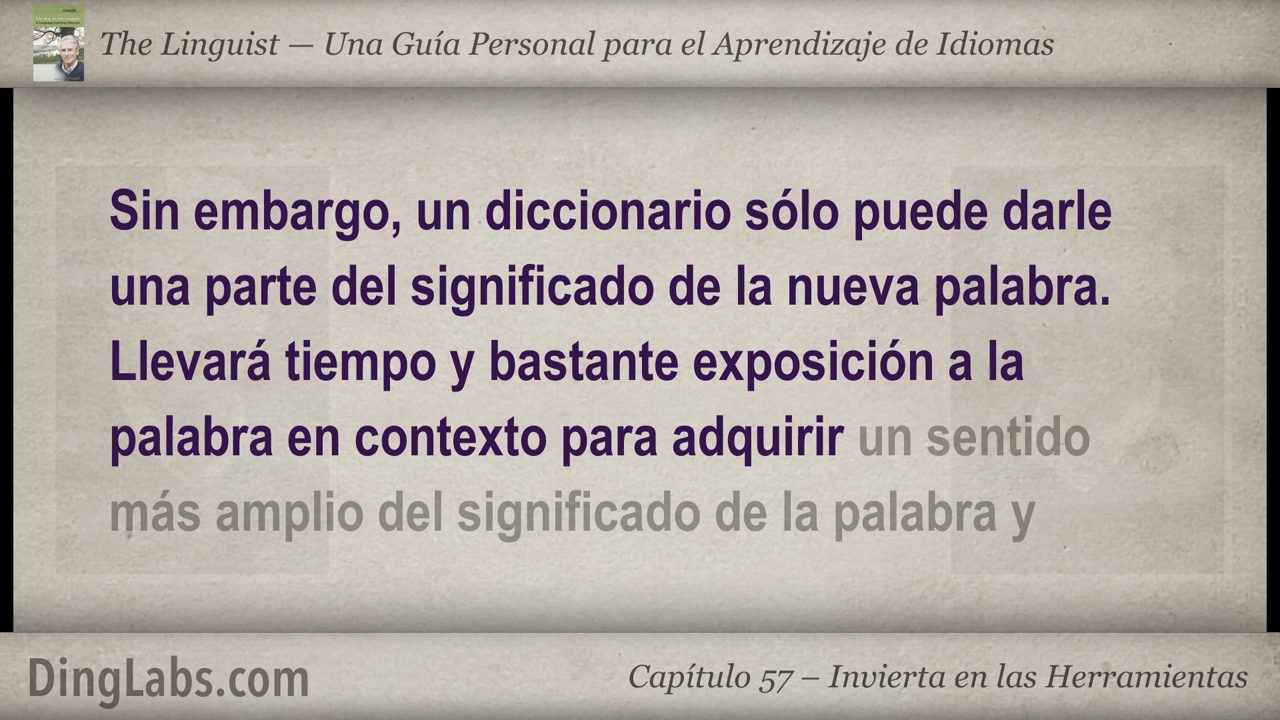 The Linguist — Una Guía Personal para el Aprendizaje de Idiomas
Sin embargo, un diccionario sólo puede darle
una parte del significado de la nueva palabra.
Llevará tiempo y bastante exposición a la
palabra en contexto para adquirir un sentido
más amplio del significado de la palabra y
DingLabs.com
Capítulo 57 – Invierta en las Herramientas